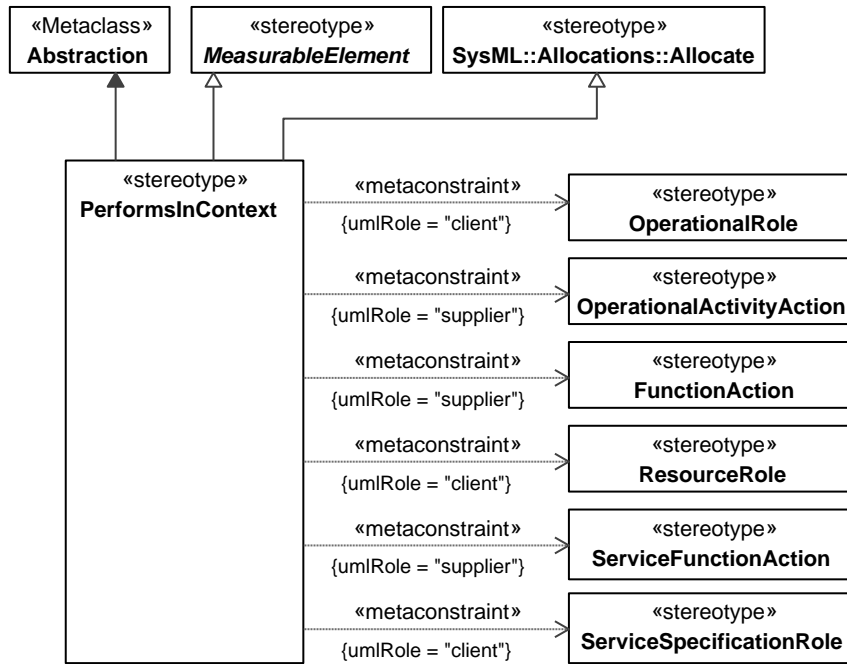 «Metaclass»
Abstraction
«stereotype»
MeasurableElement
«stereotype»
SysML::Allocations::Allocate
«stereotype»
PerformsInContext
«metaconstraint»
{umlRole = "client"}
«stereotype»
OperationalRole
«metaconstraint»
{umlRole = "supplier"}
«stereotype»
OperationalActivityAction
«metaconstraint»
{umlRole = "supplier"}
«stereotype»
FunctionAction
«metaconstraint»
{umlRole = "client"}
«stereotype»
ResourceRole
«metaconstraint»
{umlRole = "supplier"}
«stereotype»
ServiceFunctionAction
«metaconstraint»
{umlRole = "client"}
«stereotype»
ServiceSpecificationRole